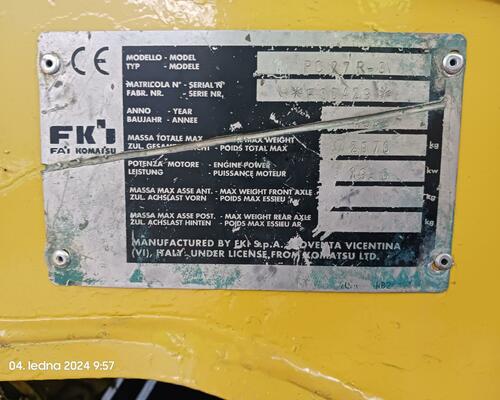 CE
MODELLO - MODEL
TYP - MODELE
PC27R-8
MATRICOLA N° - SERIAL N°
FABR. NR. - SERIE NR.
ANNO - YEAR
BAUJAHR - ANNEE
FKI
FAI KOMATSU
MASSA TOTALE MAX MAX WEIGHT
ZUL. - POIDS TOTAL MAX
kg
POTENZA MOTORE - ENGINE POWER
LEISTUNG - PUISSANCE MOTEUR
kw
MASSA MAX ASSE ANT. - MAX WEIGHT FRONT AXLE
ZUL. ACHSLAST VORN - POIDS MAX ESSIEU AV
kg
MASSA MAX ASSE POST. - MAX WEIGHT REAR AXLE
ZUL. ACHSLAST HINTEN - POIDS MAX ESSIEU AR
kg
MANUFACTURED BY FKI S.p.A. NOVENTA VICENTINA
(VI), ITALY. UNDER LICENSE, FROM KOMATSU LTD.
04. ledna 2024 9:57